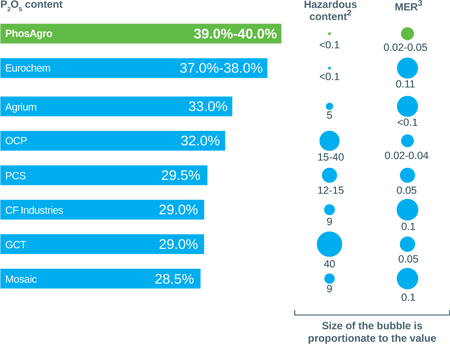 P₂O₅ content
Hazardous content²
MER³
PhosAgro 39.0%-40.0% <0.1 0.02-0.05
Eurochem 37.0%-38.0% <0.1 0.11
Agrium 33.0% 5 <0.1
OCP 32.0% 15-40 0.02-0.04
PCS 29.5% 12-15 0.05
CF Industries 29.0% 9 0.1
GCT 29.0% 40 0.05
Mosaic 28.5% 9 0.1
Size of the bubble is
proportionate to the value